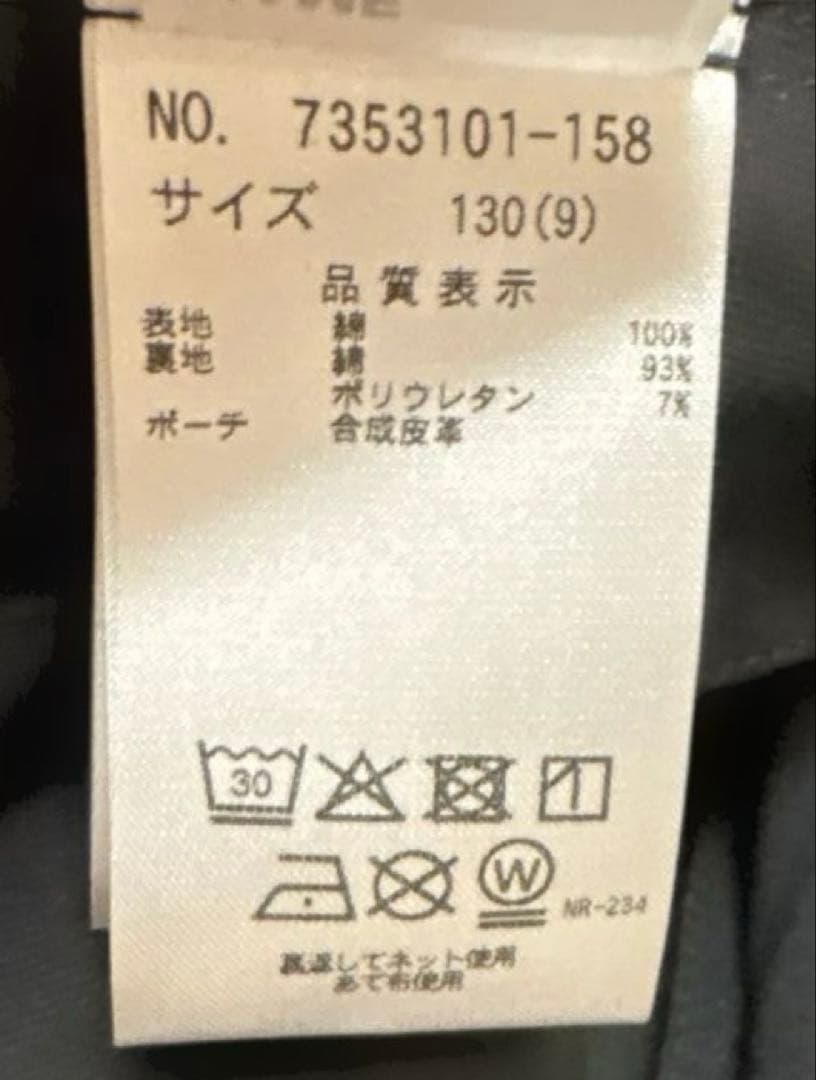 NO. 7353101-158
サイズ 130(9)
品質表示
表地 綿 100%
裏地 綿 93%
ポリウレタン 7%
ポーチ 合成皮革
30
W
NR-234
裏返してネット使用
あて布使用